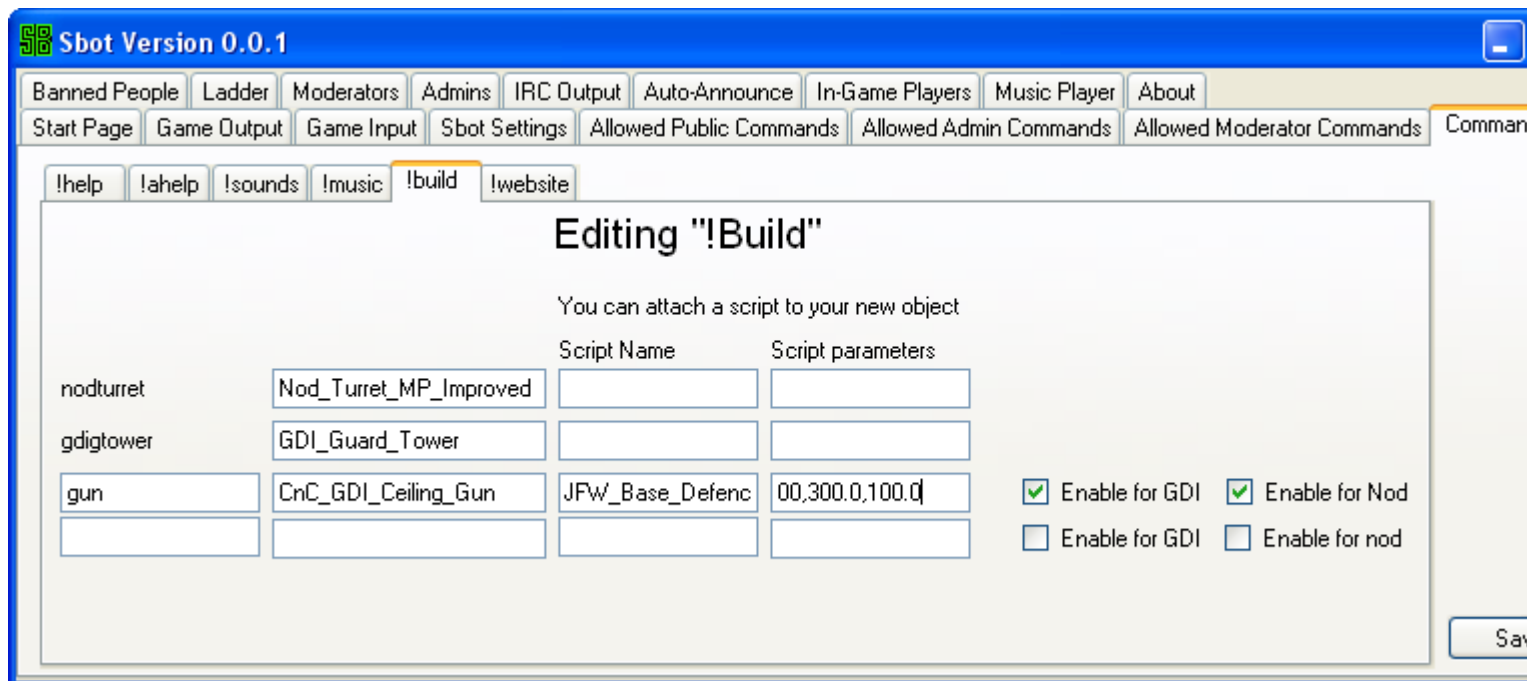 SB Sbot Version 0.0.1
Banned People Ladder Moderators Admins IRC Output Auto-Announce In-Game Players Music Player About
Start Page Game Output Game Input Sbot Settings Allowed Public Commands Allowed Admin Commands Allowed Moderator Commands Comman
!help !ahelp !sounds !music !build !website
Editing "!Build"
You can attach a script to your new object
Script Name Script parameters
nodturret Nod_Turret_MP_Improved
gdigtower GDI_Guard_Tower
gun CnC_GDI_Ceiling_Gun JFW_Base_Defenc 00,300.0,100.0 Enable for GDI Enable for Nod
Enable for GDI Enable for nod
Sav